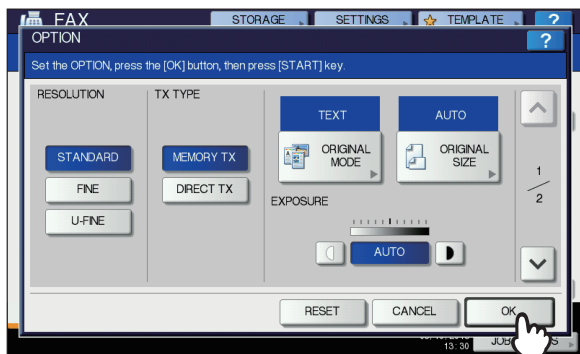 FAX
STORAGE
SETTINGS
TEMPLATE
?
OPTION
?
Set the OPTION, press the [OK] button, then press [START] key.
RESOLUTION
TX TYPE
TEXT
AUTO
STANDARD
MEMORY TX
ORIGINAL
MODE
ORIGINAL
SIZE
FINE
DIRECT TX
1
2
U-FINE
EXPOSURE
AUTO
RESET
CANCEL
OK
13:30
JOB